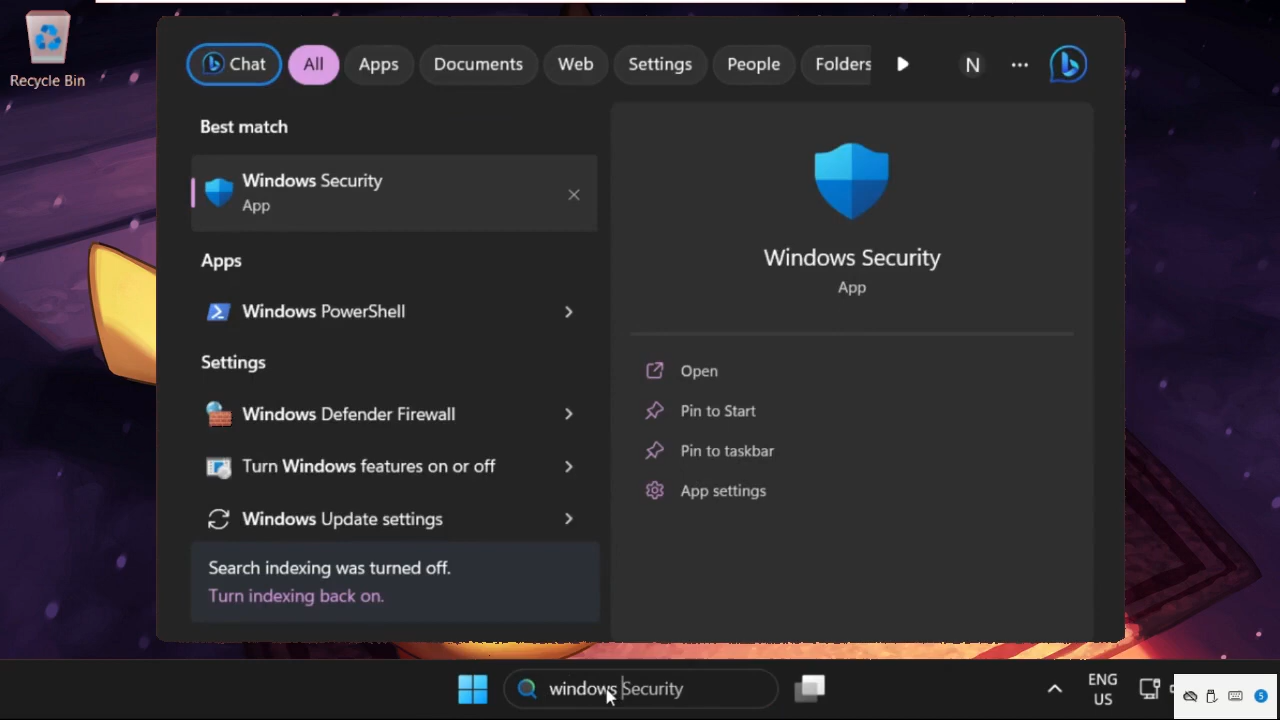 Recycle Bin
Chat
All
Apps
Documents
Web
Settings
People
Folders
N
Best match
Windows Security
App
Apps
Windows PowerShell
Settings
Windows Defender Firewall
Turn Windows features on or off
Windows Update settings
Search indexing was turned off.
Turn indexing back on.
Windows Security
App
Open
Pin to Start
Pin to taskbar
App settings
windows Security
ENG
US
5